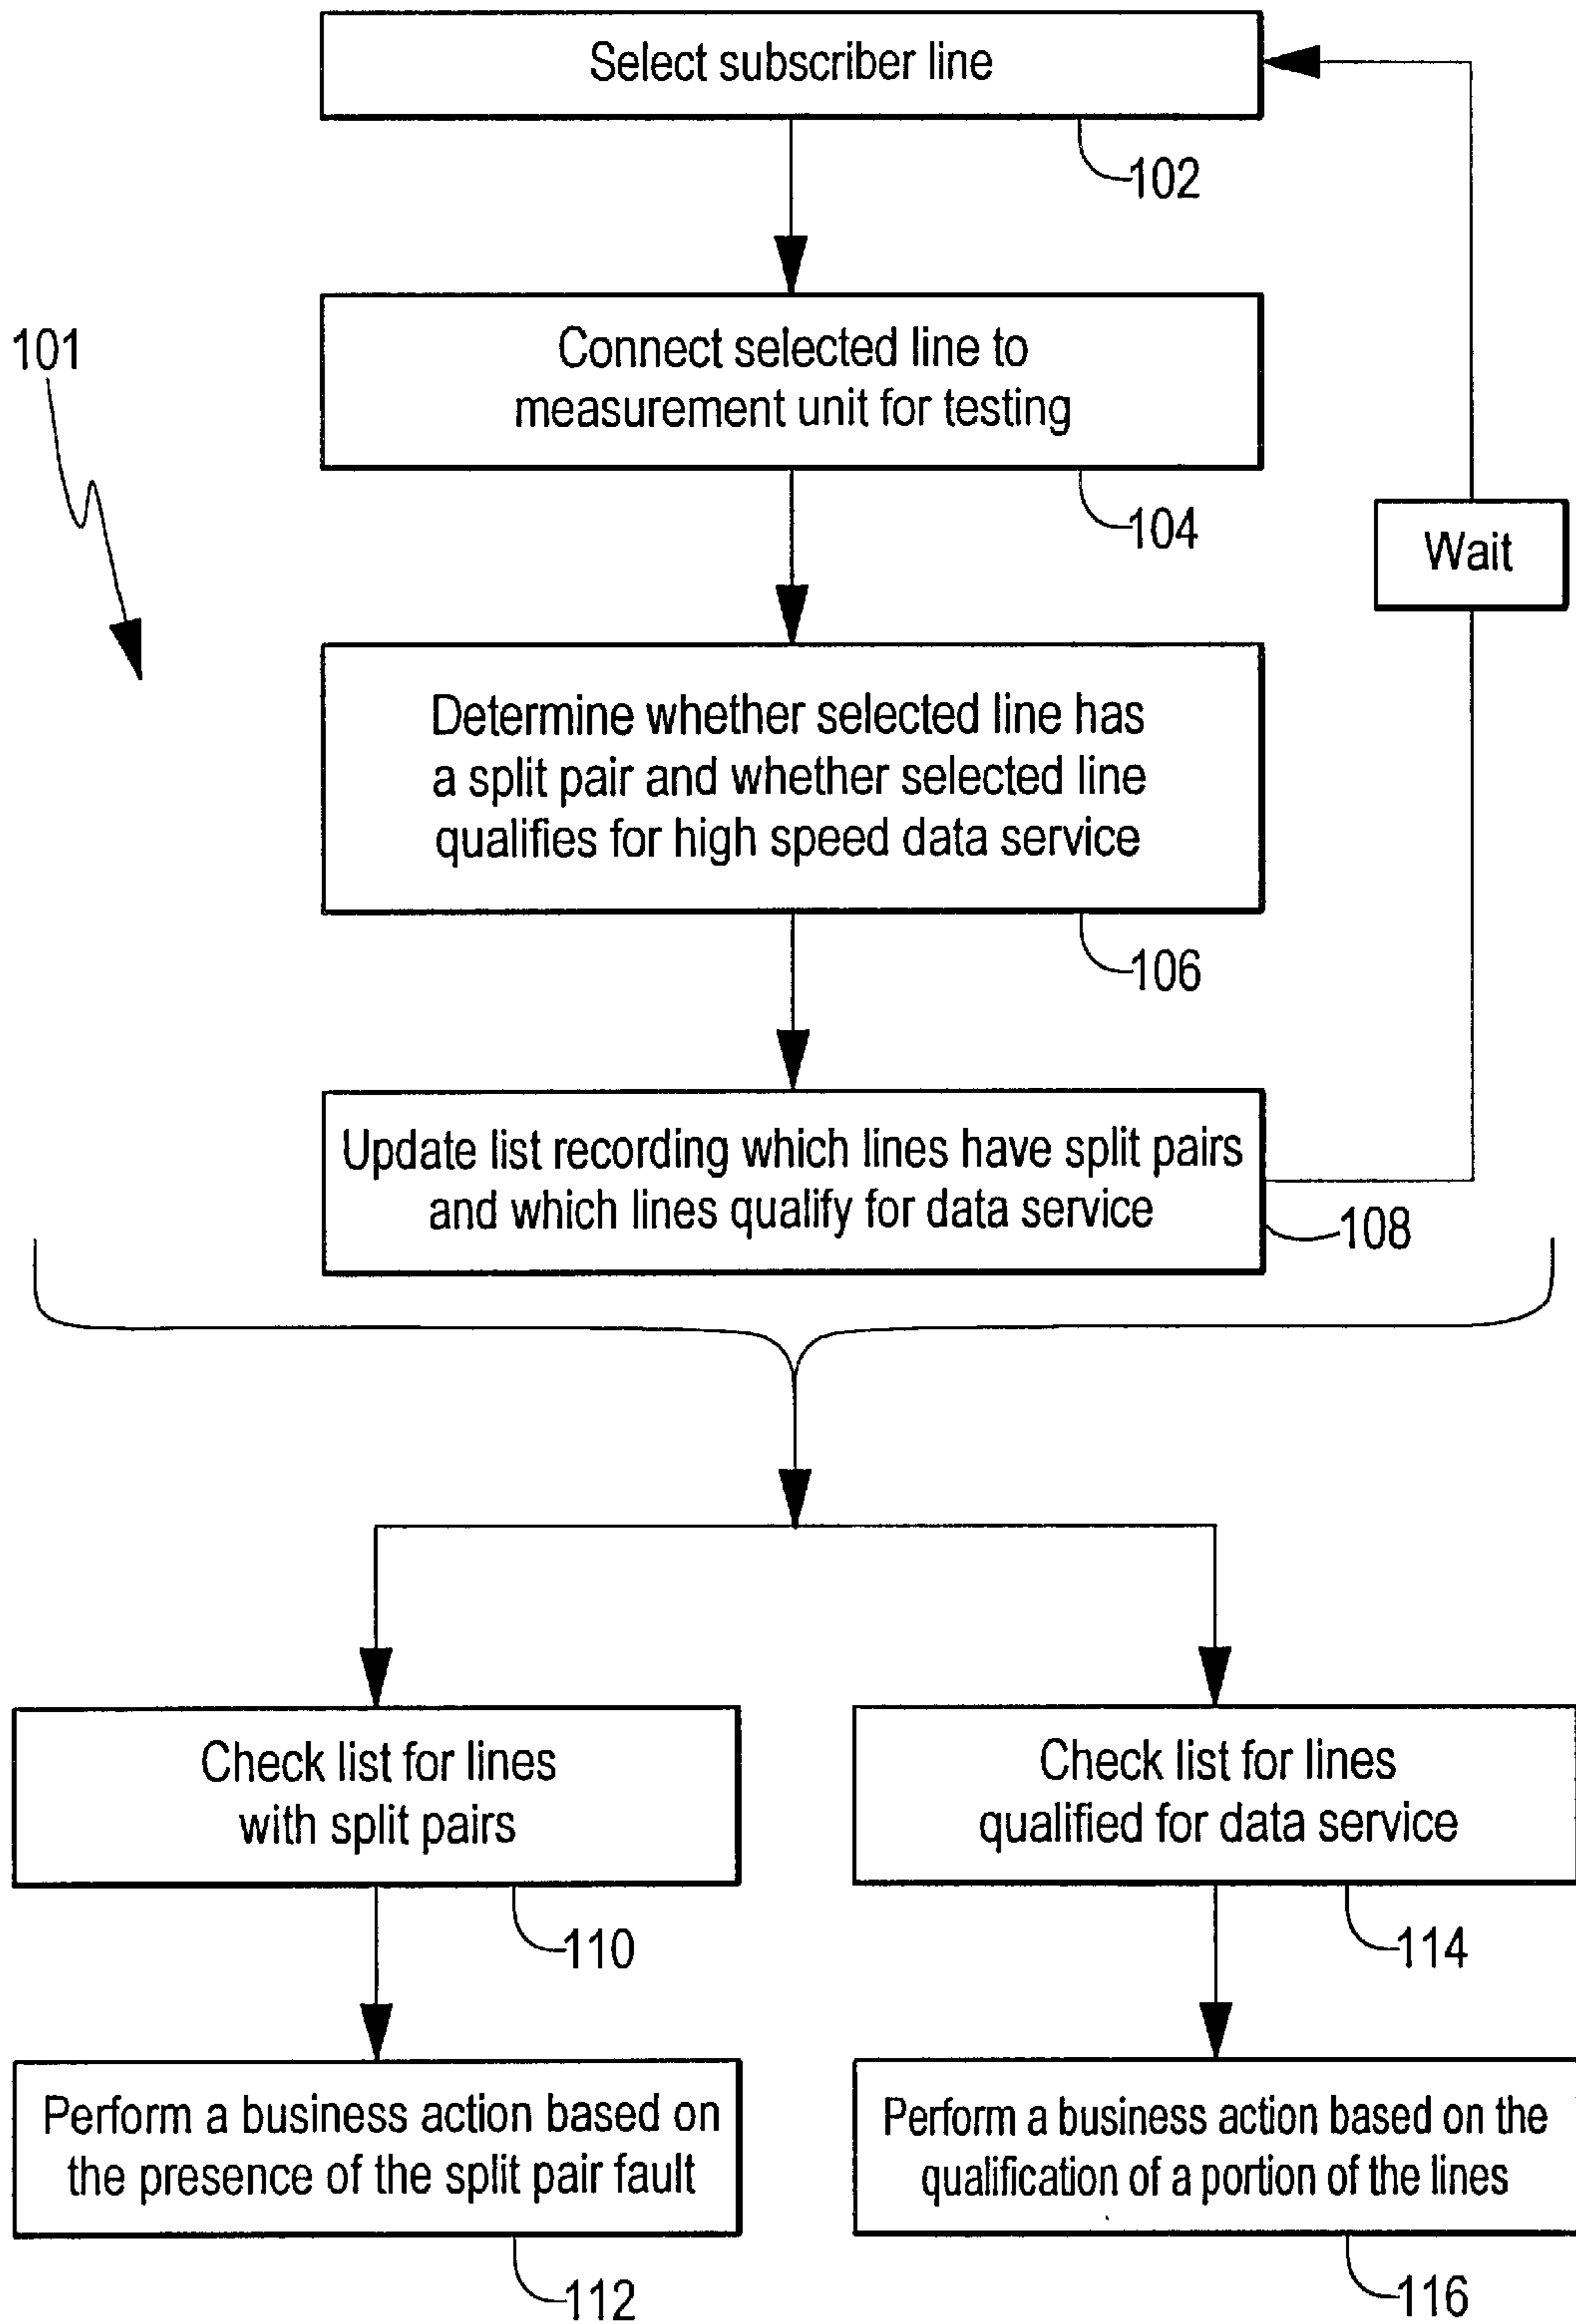 Select subscriber line
102
Connect selected line to
measurement unit for testing
101
104
Wait
Determine whether selected line has
a split pair and whether selected line
qualifies for high speed data service
106
Update list recording which lines have split pairs
and which lines qualify for data service
108
Check list for lines
with split pairs
110
Check list for lines
qualified for data service
114
Perform a business action based on
the presence of the split pair fault
112
Perform a business action based on the
qualification of a portion of the lines
116